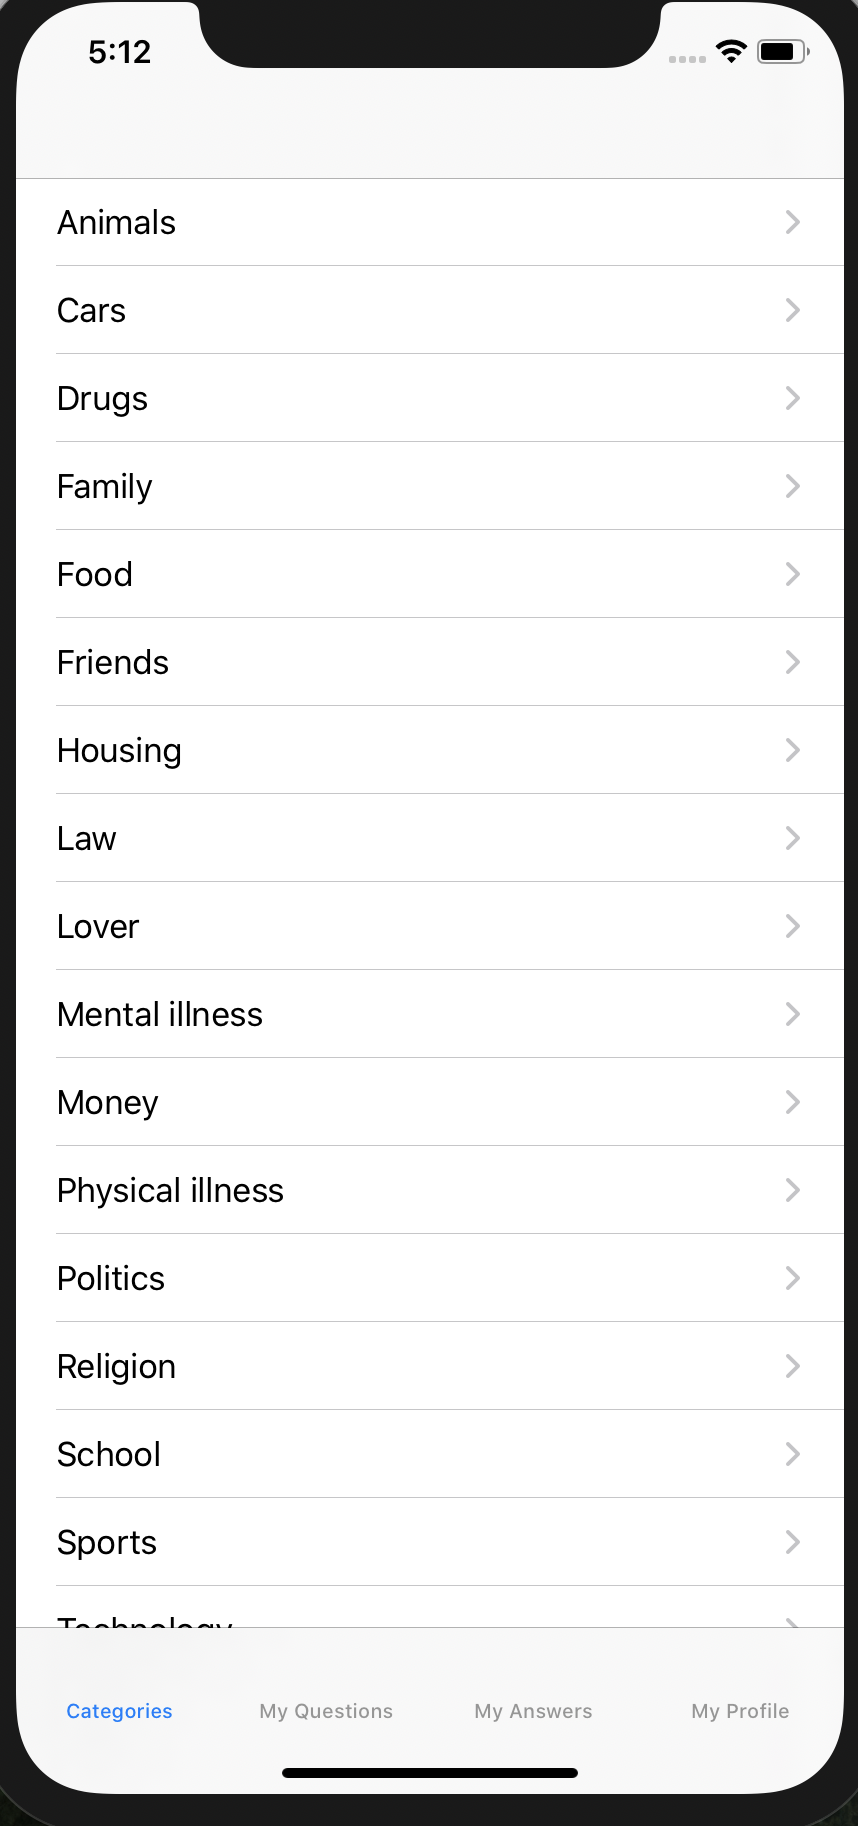 5:12
Animals
Cars
Drugs
Family
Food
Friends
Housing
Law
Lover
Mental illness
Money
Physical illness
Politics
Religion
School
Sports
Technology
Categories My Questions My Answers My Profile